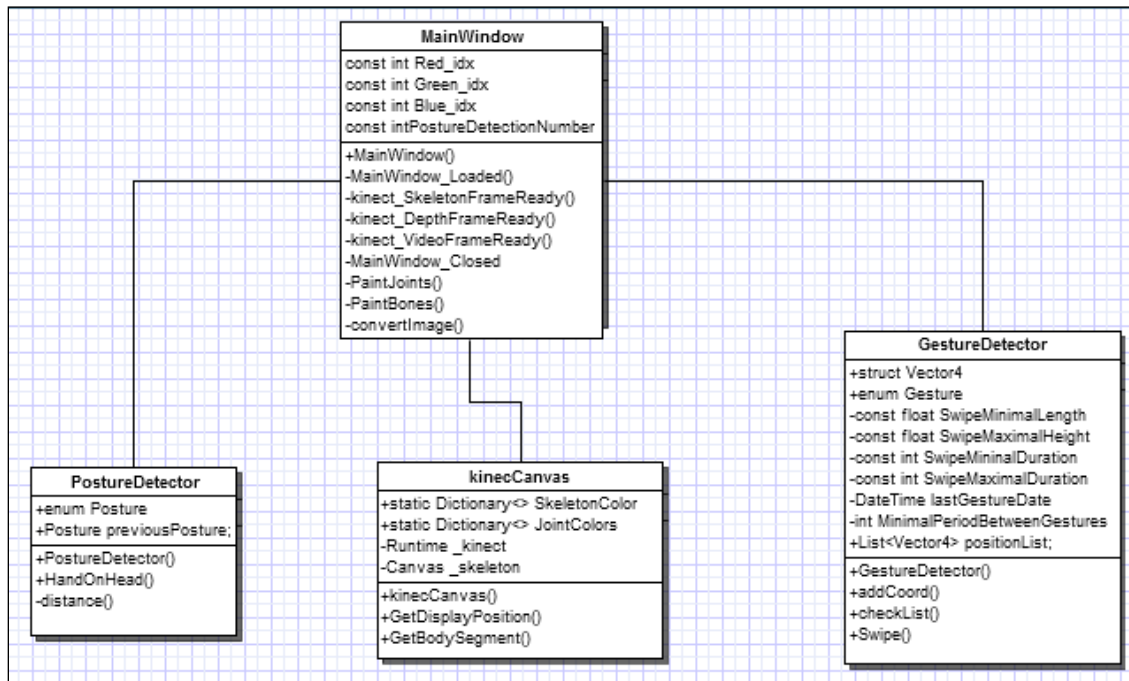 MainWindow
const int Red_idx
const int Green_idx
const int Blue_idx
const intPostureDetectionNumber
+MainWindow()
-MainWindow_Loaded()
-kinect_SkeletonFrameReady()
-kinect_DepthFrameReady()
-kinect_VideoFrameReady()
-MainWindow_Closed
-PaintJoints()
-PaintBones()
-convertImage()
PostureDetector
+enum Posture
+Posture previousPosture;
+PostureDetector()
+HandOnHead()
-distance()
kinecCanvas
+static Dictionary<> SkeletonColor
+static Dictionary<> JointColors
-Runtime _kinect
-Canvas _skeleton
+kinecCanvas()
+GetDisplayPosition()
+GetBodySegment()
GestureDetector
+struct Vector4
+enum Gesture
-const float SwipeMinimalLength
-const float SwipeMaximalHeight
-const int SwipeMininalDuration
-const int SwipeMaximalDuration
-DateTime lastGestureDate
-int MinimalPeriodBetweenGestures
+List<Vector4> positionList;
+GestureDetector()
+addCoord()
+checkList()
+Swipe()